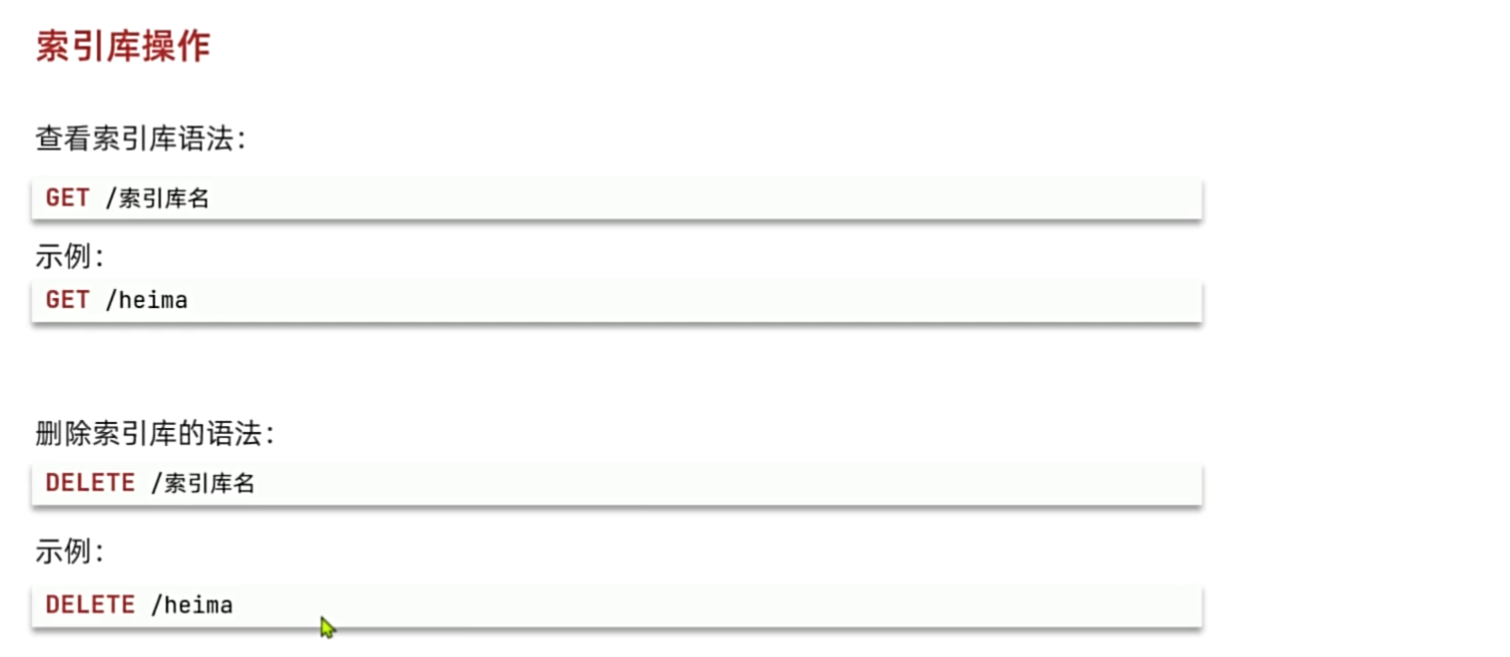 索引库操作
查看索引库语法：
GET /索引库名
示例：
GET /heima
删除索引库的语法：
DELETE /索引库名
示例：
DELETE /heima